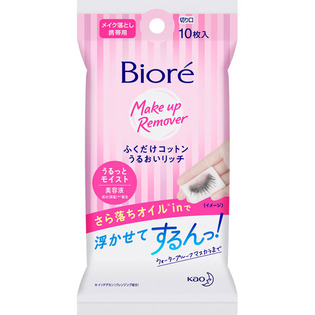 メイク落とし
携帯用
切り口
10枚入
Bioré
Make up
Remover
ふくだけコットン
うるおいリッチ
うるっと
モイスト
美容液
(イメージ)
さら落ちオイル*inで
浮かせてするんっ!
ウォータープルーフマスカラまで
Kao